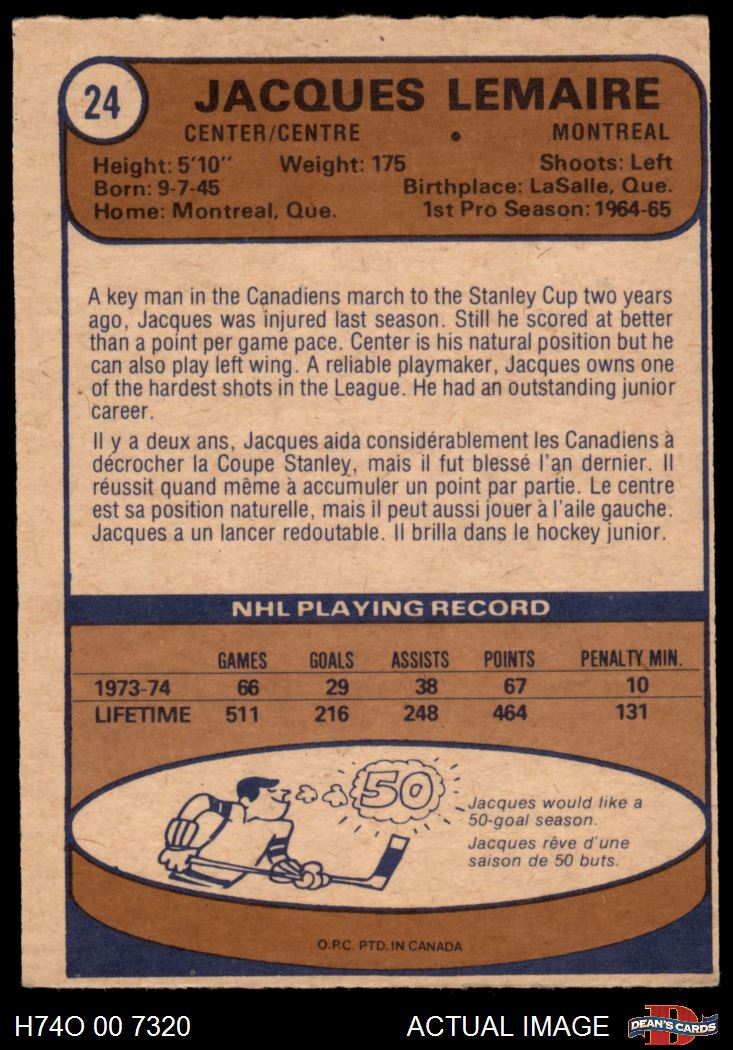 24
JACQUES LEMAIRE
CENTER/CENTRE • MONTREAL
Height: 5'10" Weight: 175 Shoots: Left
Born: 9-7-45 Birthplace: LaSalle, Que.
Home: Montreal, Que. 1st Pro Season: 1964-65
A key man in the Canadiens march to the Stanley Cup two years
ago, Jacques was injured last season. Still he scored at better
than a point per game pace. Center is his natural position but he
can also play left wing. A reliable playmaker, Jacques owns one
of the hardest shots in the League. He had an outstanding junior
career.
Il y a deux ans, Jacques aida considérablement les Canadiens à
décrocher la Coupe Stanley, mais il fut blessé l'an dernier. Il
réussit quand même à accumuler un point par partie. Le centre
est sa position naturelle, mais il peut aussi jouer à l'aile gauche.
Jacques a un lancer redoutable. Il brilla dans le hockey junior.
NHL PLAYING RECORD
GAMES GOALS ASSISTS POINTS PENALTY MIN.
1973-74 66 29 38 67 10
LIFETIME 511 216 248 464 131
50
Jacques would like a
50-goal season.
Jacques rêve d'une
saison de 50 buts.
O.P.C. PTD. IN CANADA
H74O 00 7320 ACTUAL IMAGE D DEAN'S CARDS